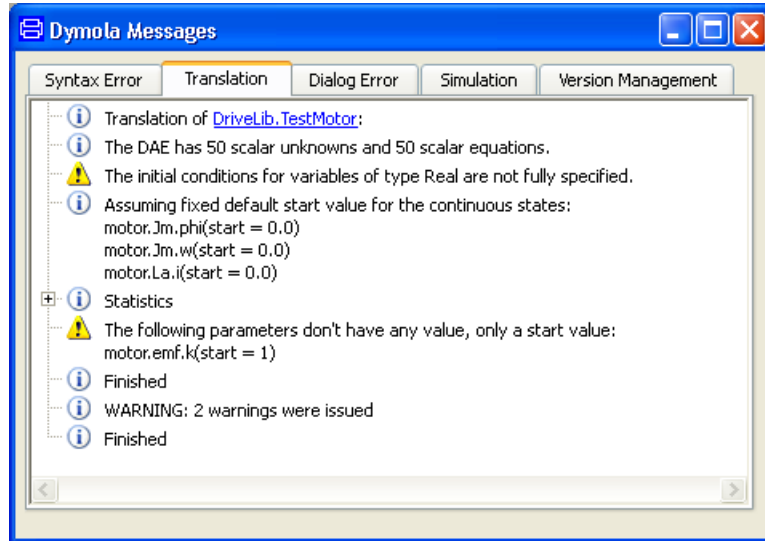 Dymola Messages
Syntax Error Translation Dialog Error Simulation Version Management
Translation of DriveLib.TestMotor:
The DAE has 50 scalar unknowns and 50 scalar equations.
The initial conditions for variables of type Real are not fully specified.
Assuming fixed default start value for the continuous states:
motor.Jm.phi(start = 0.0)
motor.Jm.w(start = 0.0)
motor.La.i(start = 0.0)
Statistics
The following parameters don't have any value, only a start value:
motor.emf.k(start = 1)
Finished
WARNING: 2 warnings were issued
Finished